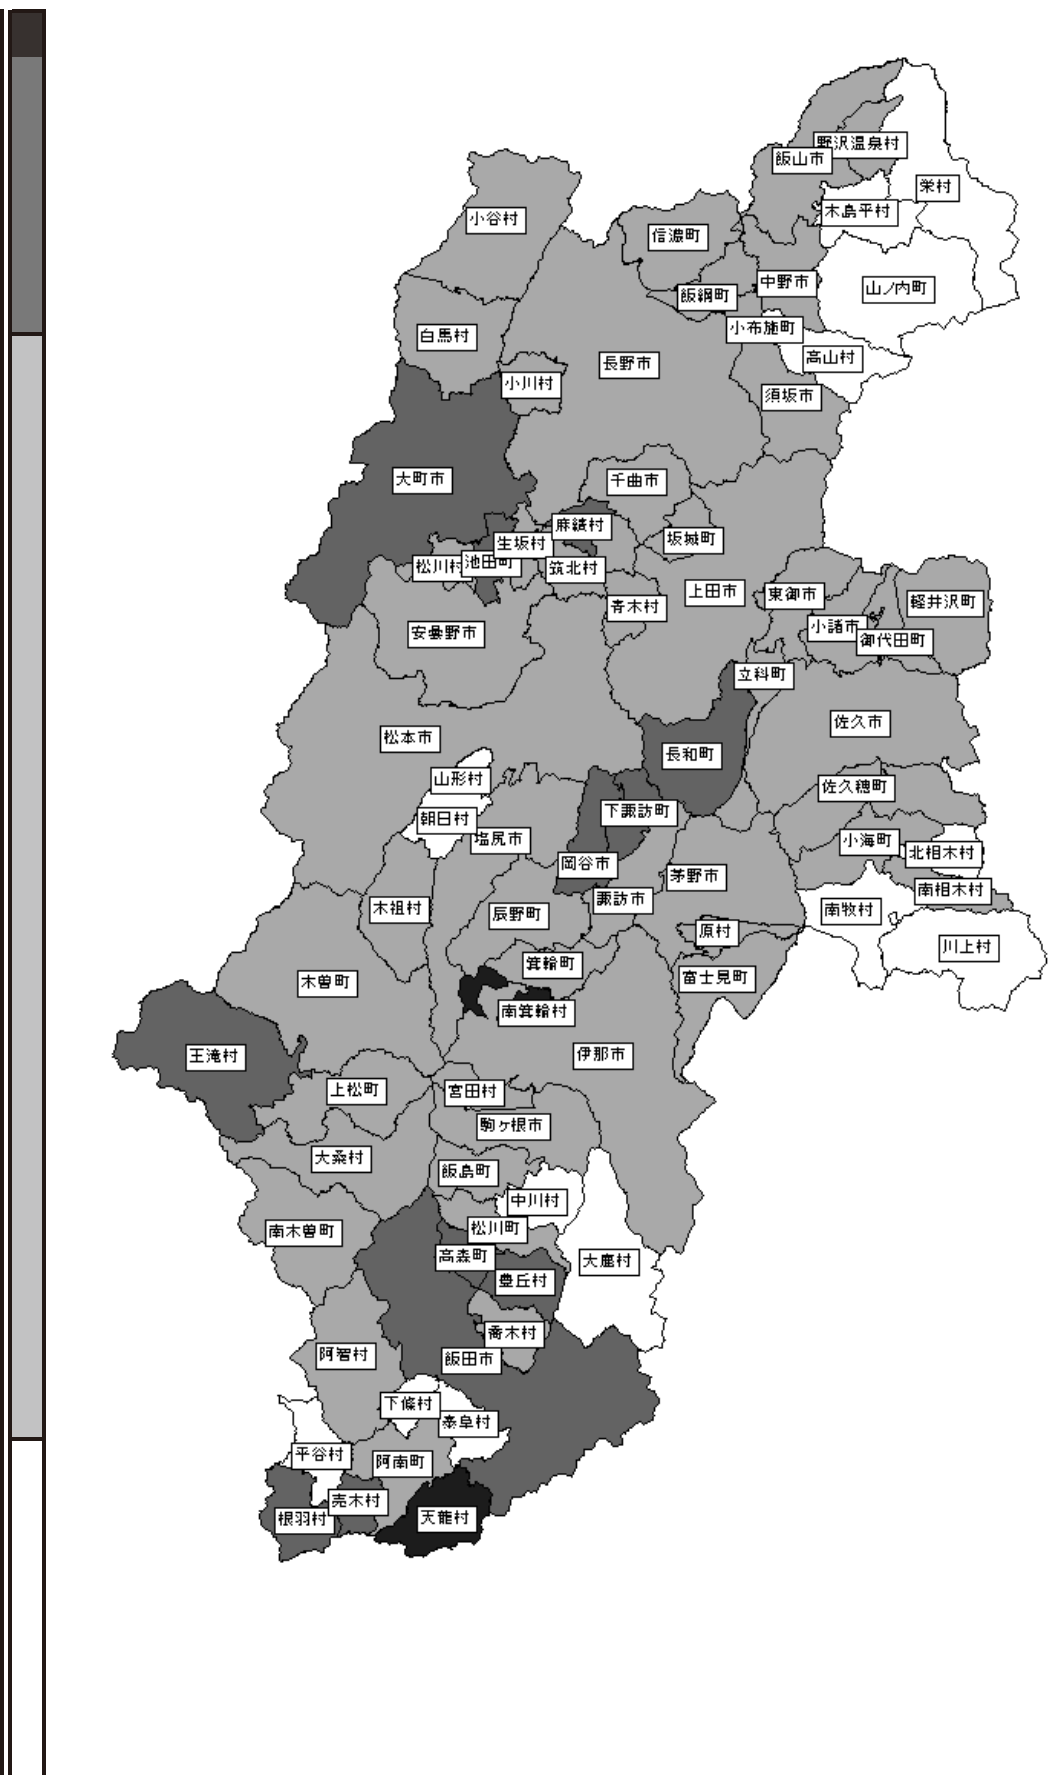 野沢温泉村
飯山市
栄村
木島平村
小谷村
信濃町
中野市
山ノ内町
飯綱町
小布施町
白馬村
高山村
長野市
小川村
須坂市
大町市
千曲市
麻績村
坂城町
生坂村
池田町
松川村
筑北村
上田市
東御市
軽井沢町
青木村
小諸市
御代田町
安曇野市
立科町
佐久市
松本市
長和町
山形村
佐久穂町
朝日村
下諏訪町
塩尻市
小海町
北相木村
岡谷市
茅野市
南相木村
諏訪市
木祖村
辰野町
南牧村
原村
川上村
箕輪町
富士見町
木曽町
南箕輪村
伊那市
王滝村
上松町
宮田村
駒ヶ根市
大桑村
飯島町
中川村
松川町
南木曽町
高森町
大鹿村
豊丘村
喬木村
阿智村
飯田市
下條村
泰阜村
平谷村
阿南町
売木村
根羽村
天龍村